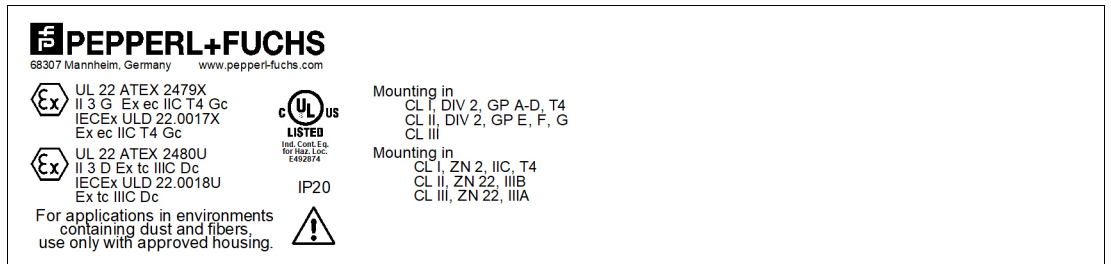 PEPPERL+FUCHS
68307 Mannheim, Germany www.pepperl-fuchs.com
Ex
UL 22 ATEX 2479X
II 3 G Ex ec IIC T4 Gc
IECEx ULD 22.0017X
Ex ec IIC T4 Gc
Ex
UL 22 ATEX 2480U
II 3 D Ex tc IIIC Dc
IECEx ULD 22.0018U
Ex tc IIIC Dc
For applications in environments
containing dust and fibers,
use only with approved housing.
C UL US
LISTED
Ind. Cont. Eq.
for Haz. Loc.
E492874
IP20
Mounting in
CL I, DIV 2, GP A-D, T4
CL II, DIV 2, GP E, F, G
CL III
Mounting in
CL I, ZN 2, IIC, T4
CL II, ZN 22, IIIB
CL III, ZN 22, IIIA